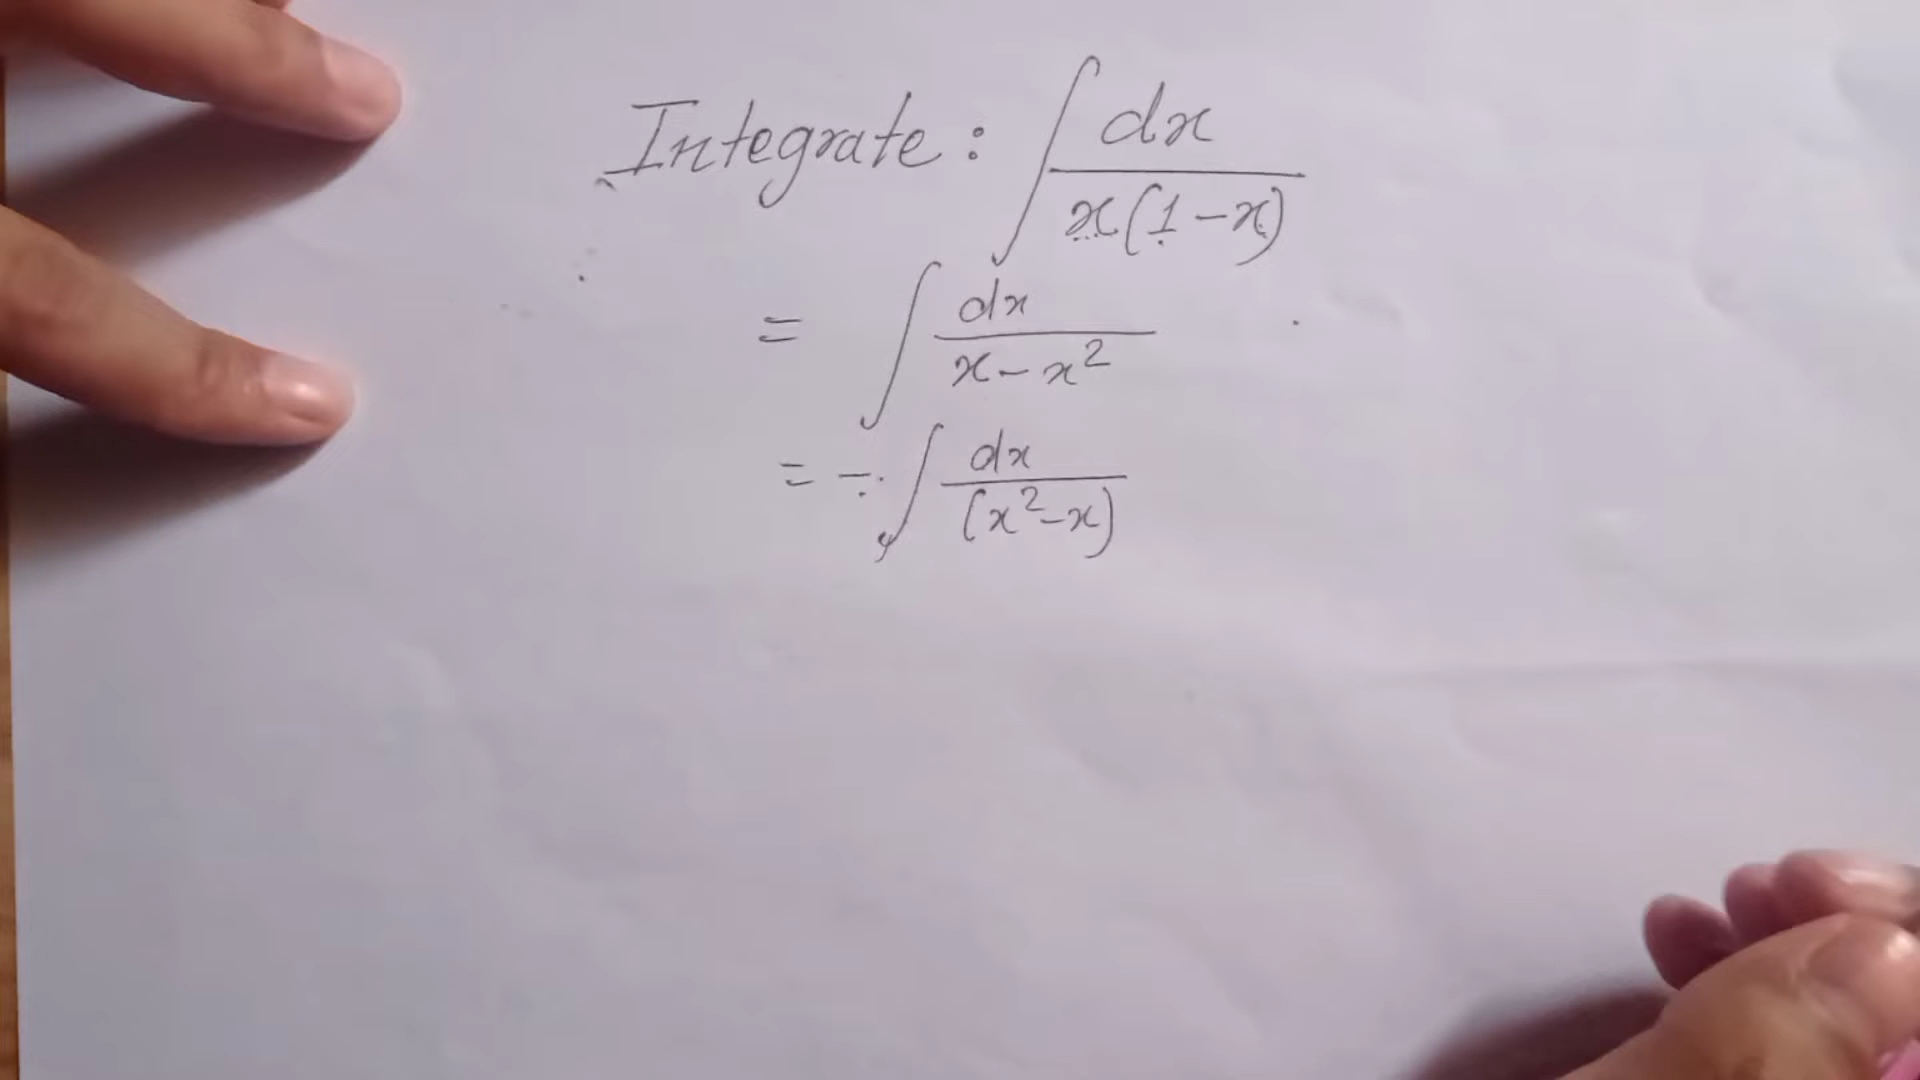 Integrate : ∫ dx / x(1-x)
= ∫ dx / x-x²
= - ∫ dx / (x²-x)